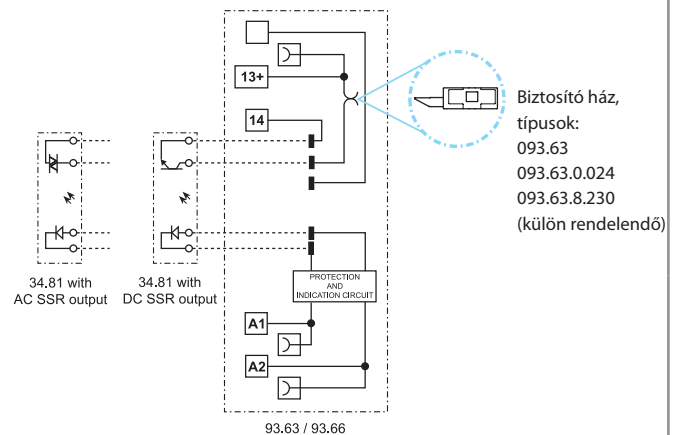 13+
14
Biztosító ház,
típusok:
093.63
093.63.0.024
093.63.8.230
(külön rendelendő)
34.81 with
AC SSR output
34.81 with
DC SSR output
PROTECTION
AND
INDICATION CIRCUIT
A1
A2
93.63 / 93.66